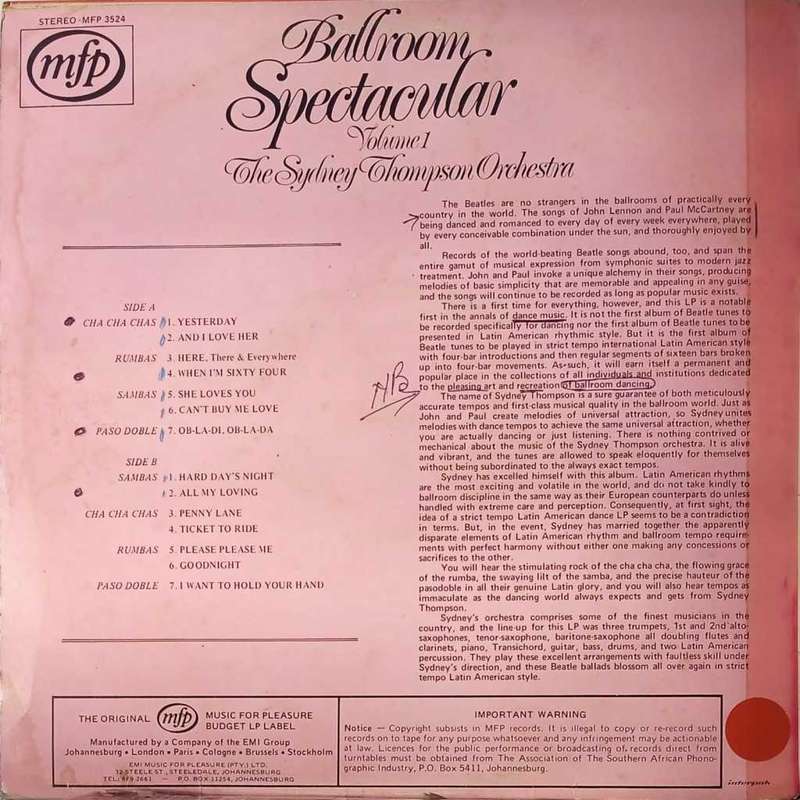 STEREO·MFP 3524
mfp
Ballroom
Spectacular
Volume 1
The Sydney Thompson Orchestra
The Beatles are no strangers in the ballrooms of practically every
country in the world. The songs of John Lennon and Paul McCartney are
being danced and romanced to every day of every week everywhere, played
by every conceivable combination under the sun, and thoroughly enjoyed by
all.
Records of the world-beating Beatle songs abound, too, and span the
entire gamut of musical expression from symphonic suites to modern jazz
treatment. John and Paul invoke a unique alchemy in their songs, producing
melodies of basic simplicity that are memorable and appealing in any guise,
and the songs will continue to be recorded as long as popular music exists.
There is a first time for everything, however, and this LP is a notable
first in the annals of dance music. It is not the first album of Beatle tunes to
be recorded specifically for dancing nor the first album of Beatle tunes to be
presented in Latin American rhythmic style. But it is the first album of
Beatle tunes to be played in strict tempo international Latin American style
with four-bar introductions and then regular segments of sixteen bars broken
up into four-bar movements. As such, it will earn itself a permanent and
popular place in the collections of all individuals and institutions dedicated
to the pleasing art and recreation of ballroom dancing.
NB
The name of Sydney Thompson is a sure guarantee of both meticulously
accurate tempos and first-class musical quality in the ballroom world. Just as
John and Paul create melodies of universal attraction, so Sydney unites
melodies with dance tempos to achieve the same universal attraction, whether
you are actually dancing or just listening. There is nothing contrived or
mechanical about the music of the Sydney Thompson orchestra. It is alive
and vibrant, and the tunes are allowed to speak eloquently for themselves
without being subordinated to the always exact tempos.
Sydney has excelled himself with this album. Latin American rhythms
are the most exciting and volatile in the world, and do not take kindly to
ballroom discipline in the same way as their European counterparts do unless
handled with extreme care and perception. Consequently, at first sight, the
idea of a strict tempo Latin American dance LP seems to be a contradiction
in terms. But, in the event, Sydney has married together the apparently
disparate elements of Latin American rhythm and ballroom tempo require-
ments with perfect harmony without either one making any concessions or
sacrifices to the other.
You will hear the stimulating rock of the cha cha cha, the flowing grace
of the rumba, the swaying lilt of the samba, and the precise hauteur of the
pasodoble in all their genuine Latin glory, and you will also hear tempos as
immaculate as the dancing world always expects and gets from Sydney
Thompson.
Sydney's orchestra comprises some of the finest musicians in the
country, and the line-up for this LP was three trumpets, 1st and 2nd alto-
saxophones, tenor-saxophone, baritone-saxophone all doubling flutes and
clarinets, piano, Transichord, guitar, bass, drums, and two Latin American
percussion. They play these excellent arrangements with faultless skill under
Sydney's direction, and these Beatle ballads blossom all over again in strict
tempo Latin American style.
SIDE A
CHA CHA CHAS 1. YESTERDAY
2. AND I LOVE HER
RUMBAS 3. HERE, There & Everywhere
4. WHEN I'M SIXTY FOUR
SAMBAS 5. SHE LOVES YOU
6. CAN'T BUY ME LOVE
PASO DOBLE 7. OB-LA-DI, OB-LA-DA
SIDE B
SAMBAS 1. HARD DAY'S NIGHT
2. ALL MY LOVING
CHA CHA CHAS 3. PENNY LANE
4. TICKET TO RIDE
RUMBAS 5. PLEASE PLEASE ME
6. GOODNIGHT
PASO DOBLE 7. I WANT TO HOLD YOUR HAND
THE ORIGINAL mfp MUSIC FOR PLEASURE
BUDGET LP LABEL
Manufactured by a Company of the EMI Group
Johannesburg • London • Paris • Cologne • Brussels • Stockholm
EMI MUSIC FOR PLEASURE (PTY.) LTD.
12 STEELE ST., STEELEDALE, JOHANNESBURG
TEL: 869-2661 — P.O. BOX 11254, JOHANNESBURG
IMPORTANT WARNING
Notice — Copyright subsists in MFP records. It is illegal to copy or re-record such
records on to tape for any purpose whatsoever and any infringement may be actionable
at law. Licences for the public performance or broadcasting of, records direct from
turntables must be obtained from The Association of The Southern African Phono-
graphic Industry, P.O. Box 5411, Johannesburg.
interpak